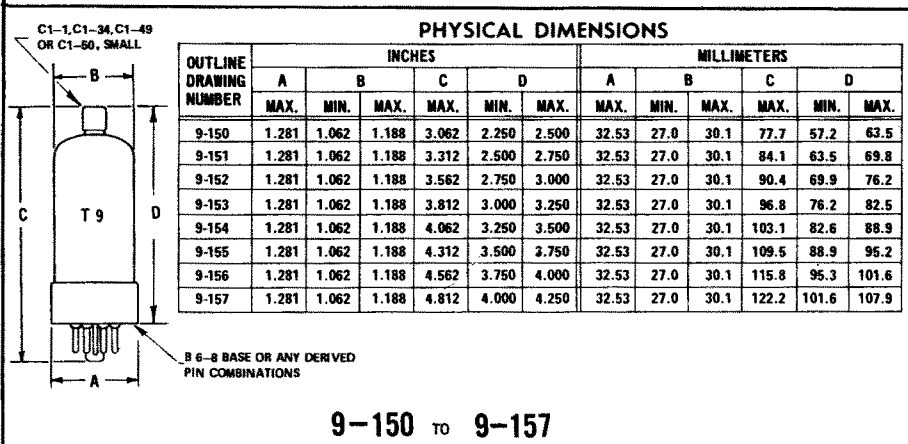 C1-1, C1-34, C1-49
OR C1-50, SMALL
B
C
T 9
D
A
B 6-8 BASE OR ANY DERIVED
PIN COMBINATIONS
PHYSICAL DIMENSIONS
OUTLINE DRAWING NUMBER INCHES MILLIMETERS
A B C D A B C D
MAX. MIN. MAX. MAX. MIN. MAX. MAX. MIN. MAX. MAX. MIN. MAX.
9-150 1.281 1.062 1.188 3.062 2.250 2.500 32.53 27.0 30.1 77.7 57.2 63.5
9-151 1.281 1.062 1.188 3.312 2.500 2.750 32.53 27.0 30.1 84.1 63.5 69.8
9-152 1.281 1.062 1.188 3.562 2.750 3.000 32.53 27.0 30.1 90.4 69.9 76.2
9-153 1.281 1.062 1.188 3.812 3.000 3.250 32.53 27.0 30.1 96.8 76.2 82.5
9-154 1.281 1.062 1.188 4.062 3.250 3.500 32.53 27.0 30.1 103.1 82.6 88.9
9-155 1.281 1.062 1.188 4.312 3.500 3.750 32.53 27.0 30.1 109.5 88.9 95.2
9-156 1.281 1.062 1.188 4.562 3.750 4.000 32.53 27.0 30.1 115.8 95.3 101.6
9-157 1.281 1.062 1.188 4.812 4.000 4.250 32.53 27.0 30.1 122.2 101.6 107.9
9-150 TO 9-157